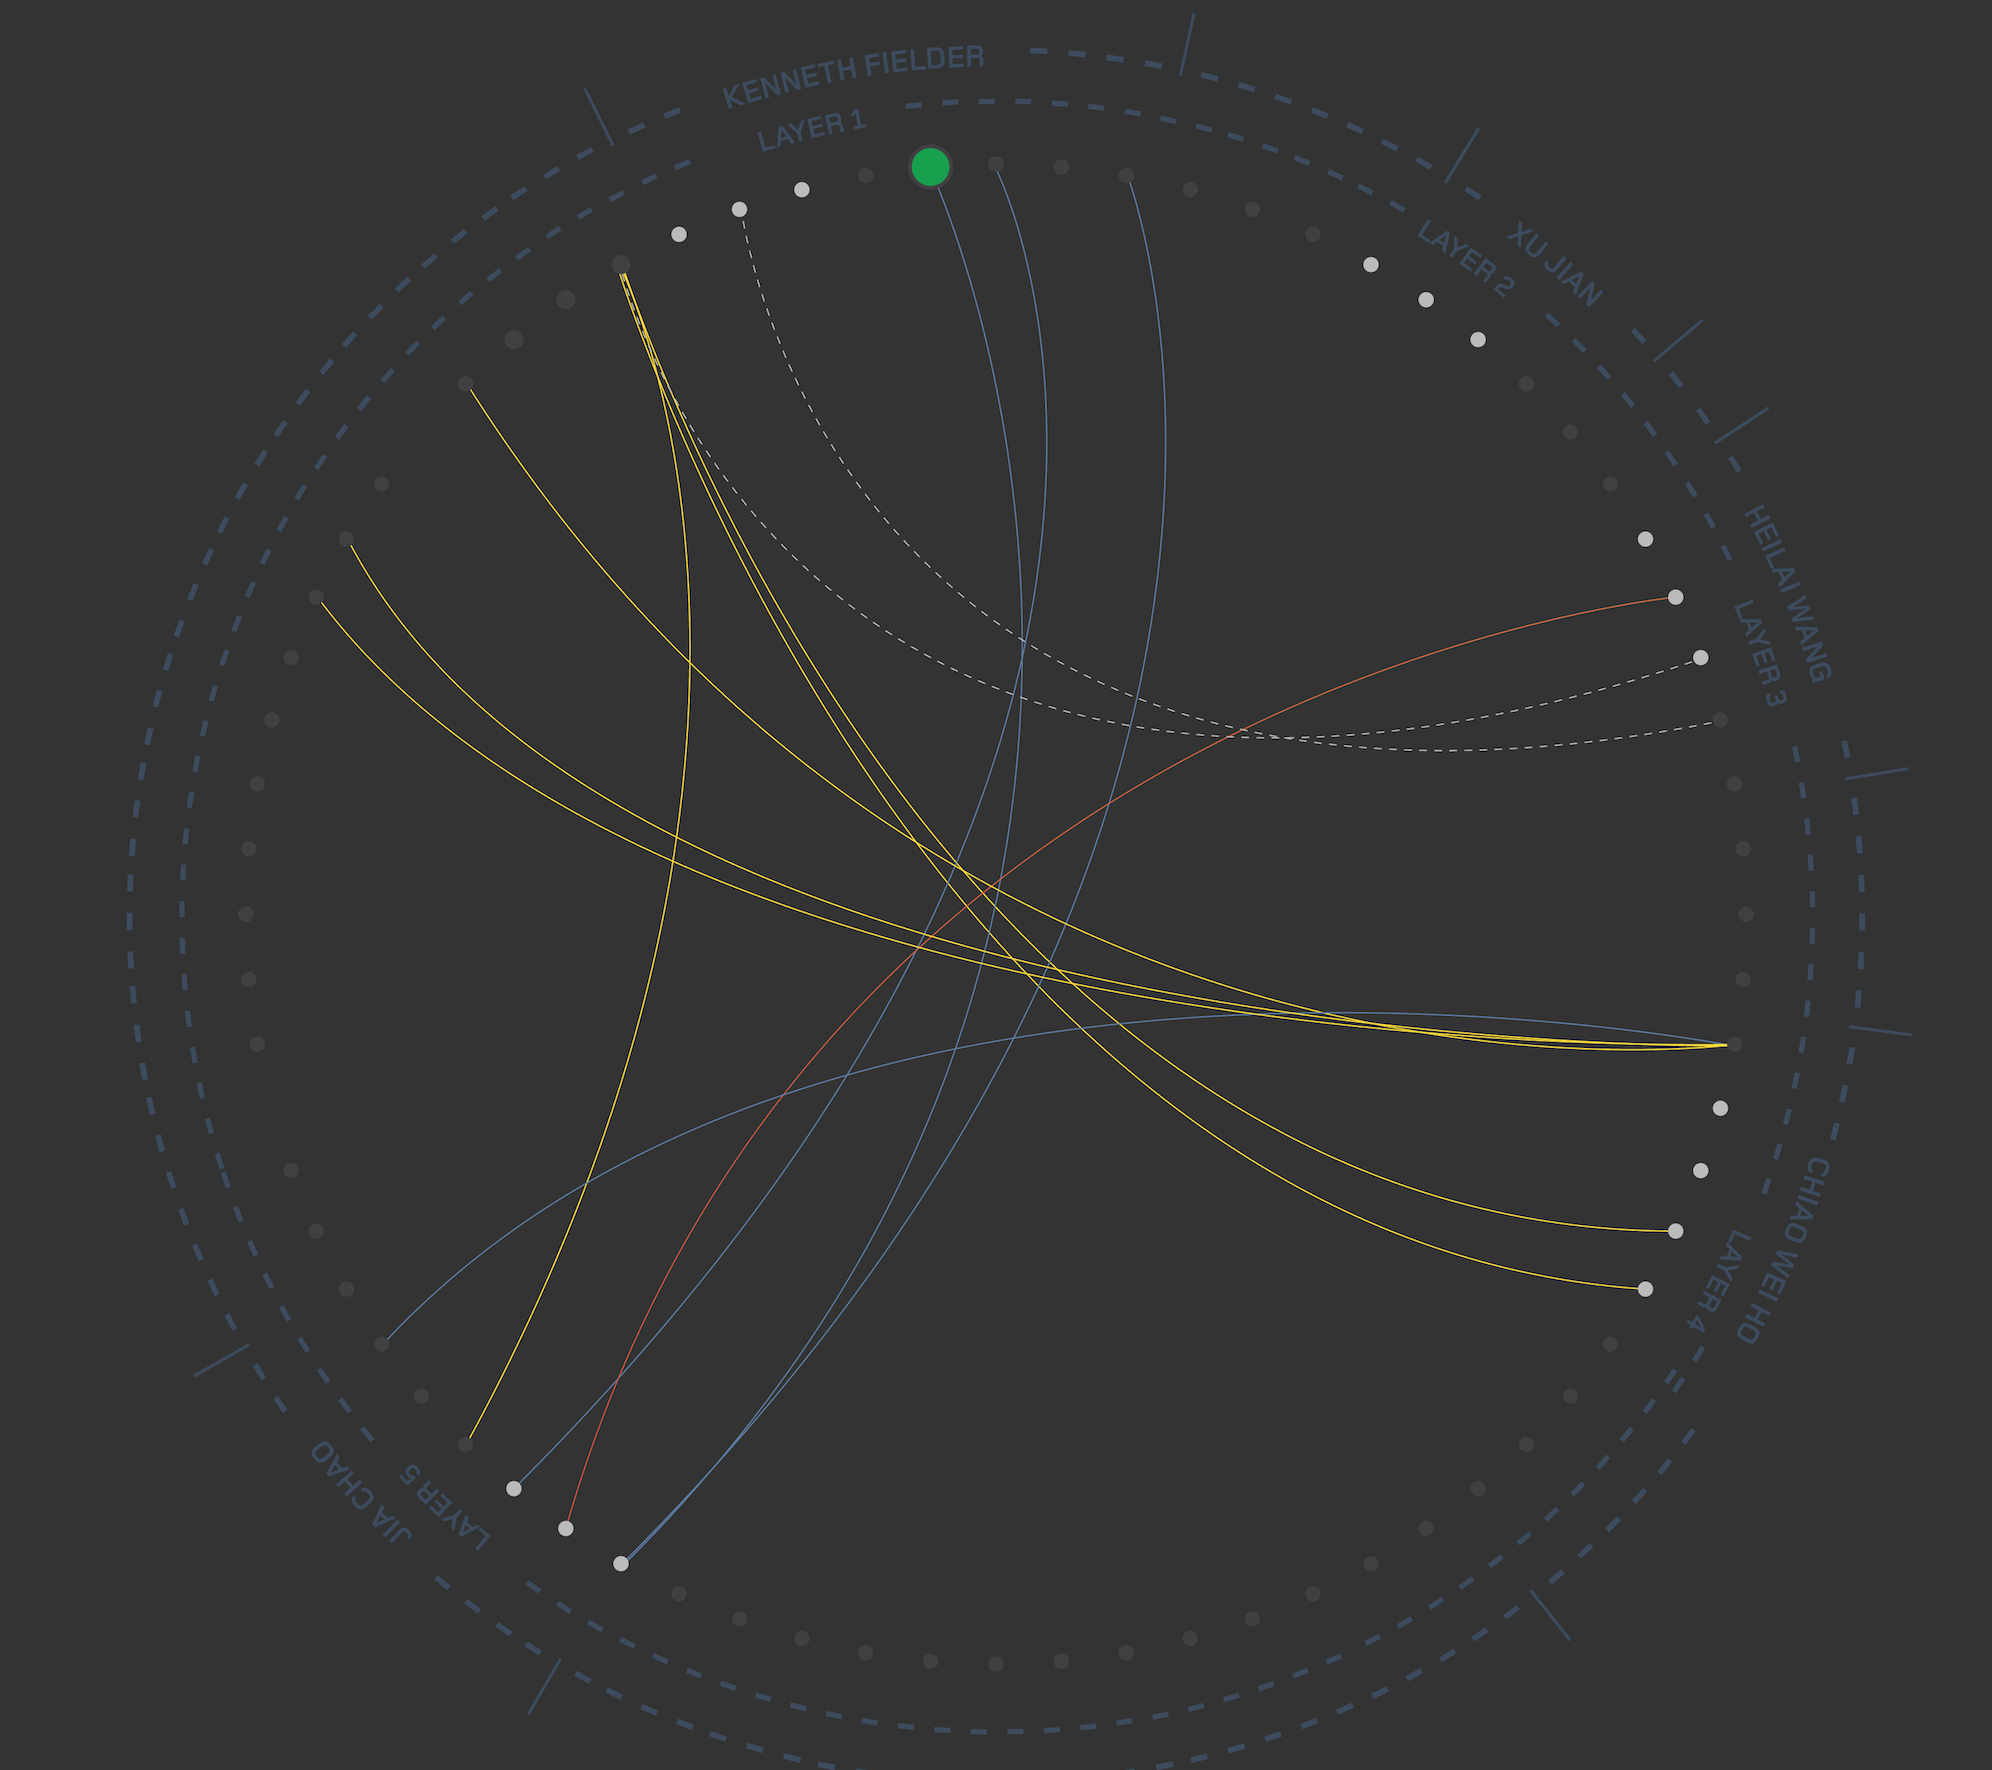 KENNETH FIELDER
LAYER 1
XU JIAN
LAYER 2
HEILAI WANG
LAYER 3
CHIAO WEI HO
LAYER 4
JIA CHAO
LAYER 5